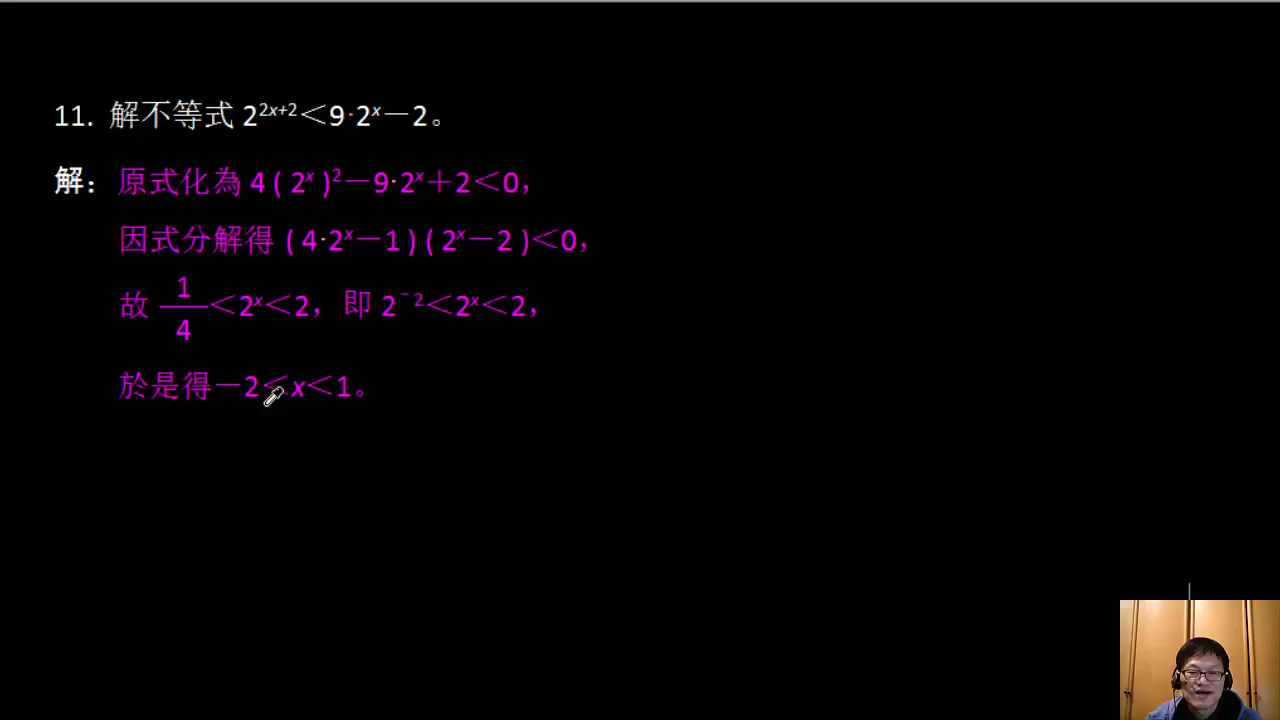 11. 解不等式 2²ˣ⁺²＜9·2ˣ－2。
解：原式化為 4 ( 2ˣ )²－9·2ˣ＋2＜0，
因式分解得 ( 4·2ˣ－1 ) ( 2ˣ－2 )＜0，
故 1/4＜2ˣ＜2，即 2⁻²＜2ˣ＜2，
於是得－2＜x＜1。